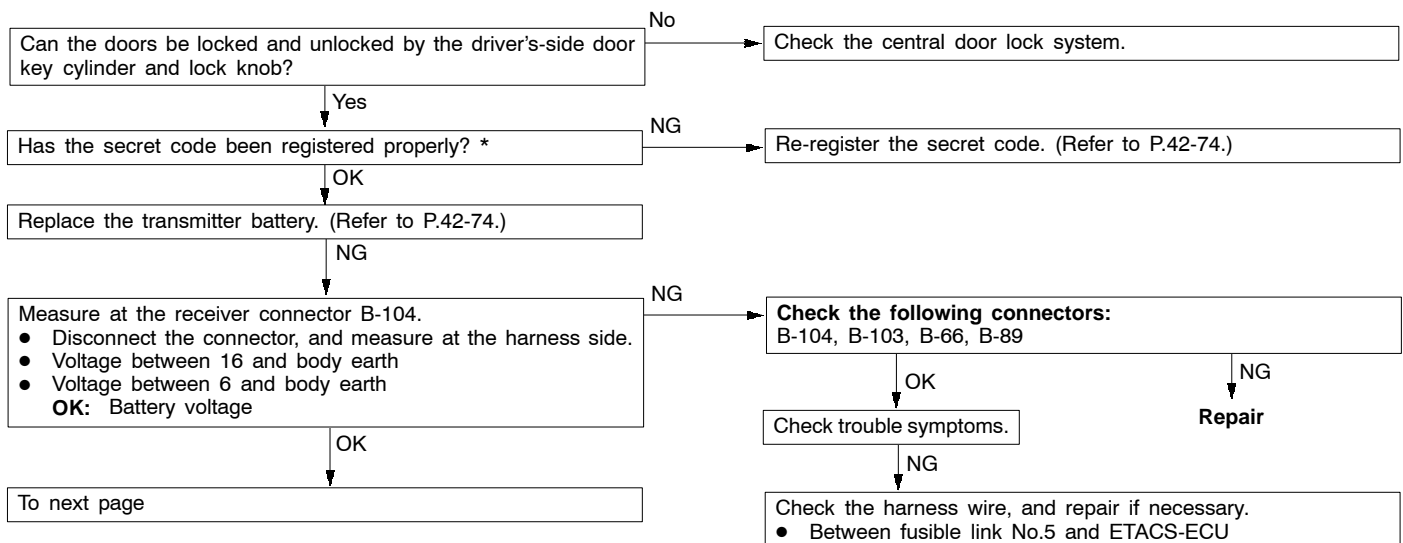 No
Can the doors be locked and unlocked by the driver's-side door
key cylinder and lock knob?
Check the central door lock system.
Yes
NG
Has the secret code been registered properly? *
Re-register the secret code. (Refer to P.42-74.)
OK
Replace the transmitter battery. (Refer to P.42-74.)
NG
NG
Measure at the receiver connector B-104.
● Disconnect the connector, and measure at the harness side.
● Voltage between 16 and body earth
● Voltage between 6 and body earth
OK: Battery voltage
Check the following connectors:
B-104, B-103, B-66, B-89
OK
NG
Check trouble symptoms.
Repair
OK
NG
To next page
Check the harness wire, and repair if necessary.
● Between fusible link No.5 and ETACS-ECU